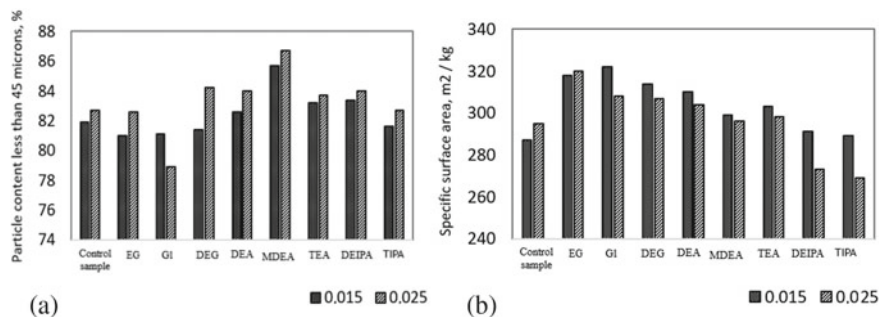 Particle content less than 45 microns, %
88
86
84
82
80
78
76
74
Control
sample
EG
Gl
DEG
DEA
MDEA
TEA
DEIPA
TIPA
(a)
0,015
0,025
Specific surface area, m2 / kg
340
320
300
280
260
240
Control
sample
EG
Gl
DEG
DEA
MDEA
TEA
DEIPA
TIPA
(b)
0,015
0,025